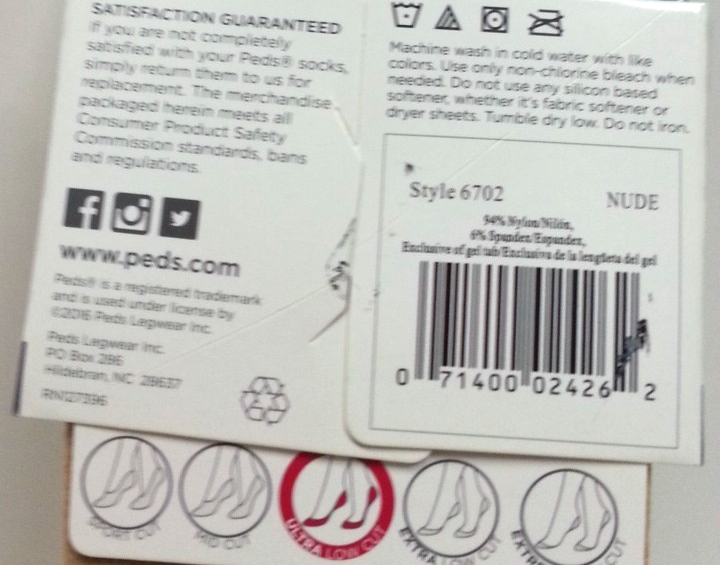 SATISFACTION GUARANTEED
If you are not completely
satisfied with your Peds® socks,
simply return them to us for
replacement. The merchandise
packaged herein meets all
Consumer Product Safety
Commission standards, bans
and regulations.
www.peds.com
Peds® is a registered trademark
and is used under license by
©2016 Peds Legwear Inc.
Peds Legwear Inc.
PO Box 286
Hildebran, NC 28637
RN127396
Machine wash in cold water with like
colors. Use only non-chlorine bleach when
needed. Do not use any silicon based
softener, whether it's fabric softener or
dryer sheets. Tumble dry low. Do not iron.
Style 6702 NUDE
94% Nylon/Nilón,
6% Spandex/Espandex,
Exclusive of gel tab/Exclusiva de la lengüeta del gel
0 71400 02426 2
SPORT CUT
MID CUT
ULTRA LOW CUT
EXTRA LOW CUT
CUT